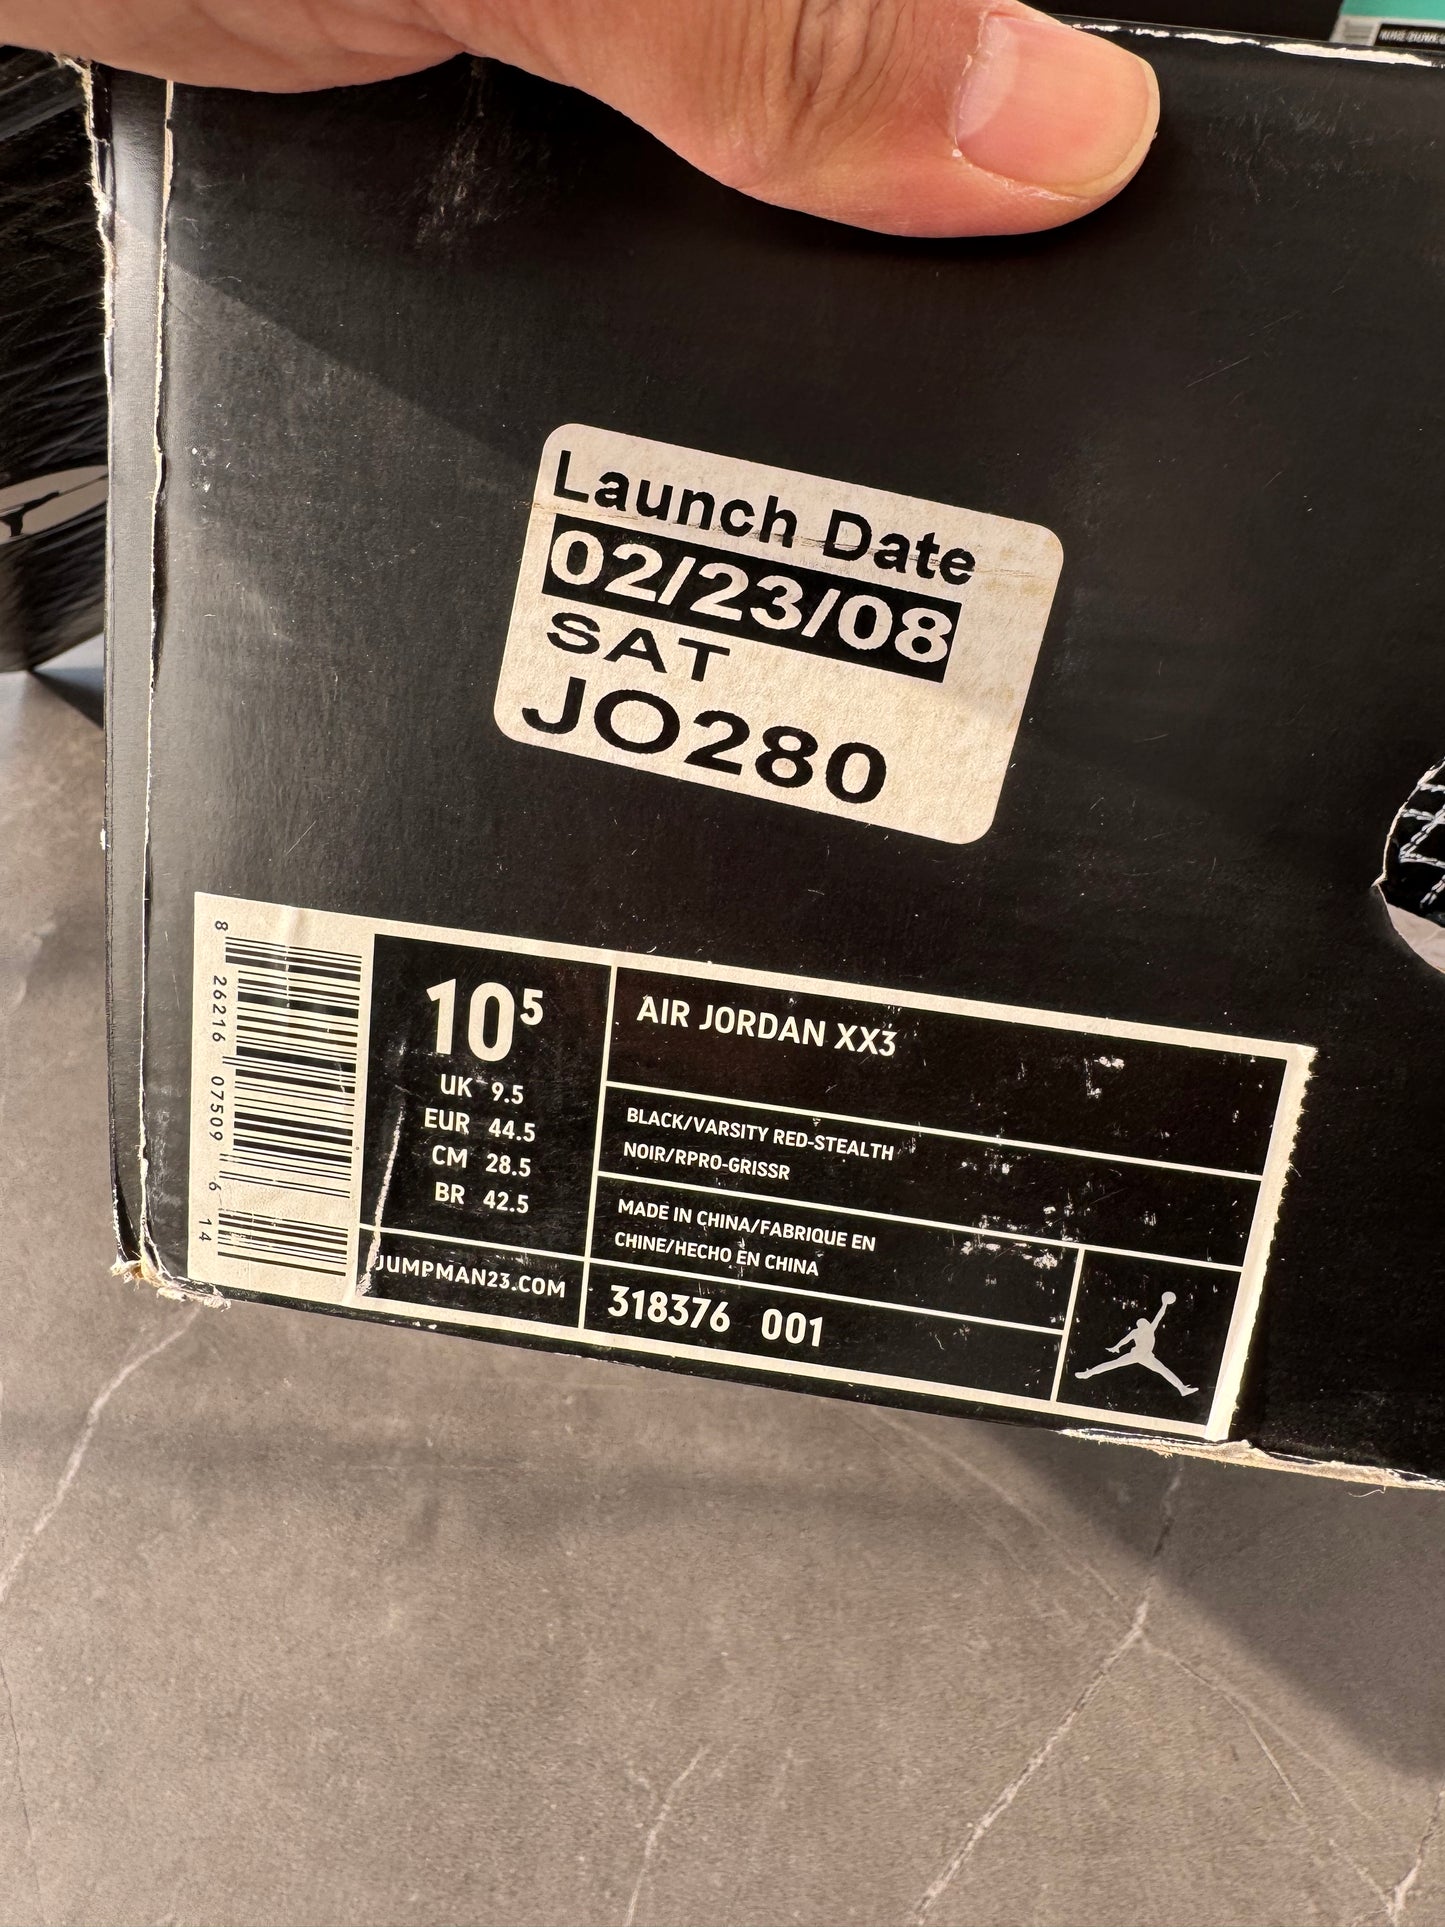 Launch Date
02/23/08
SAT
JO280
8 26216 07509 6 14
10⁵
UK 9.5
EUR 44.5
CM 28.5
BR 42.5
JUMPMAN23.COM
AIR JORDAN XX3
BLACK/VARSITY RED-STEALTH
NOIR/RPRO-GRISSR
MADE IN CHINA/FABRIQUE EN
CHINE/HECHO EN CHINA
318376 001